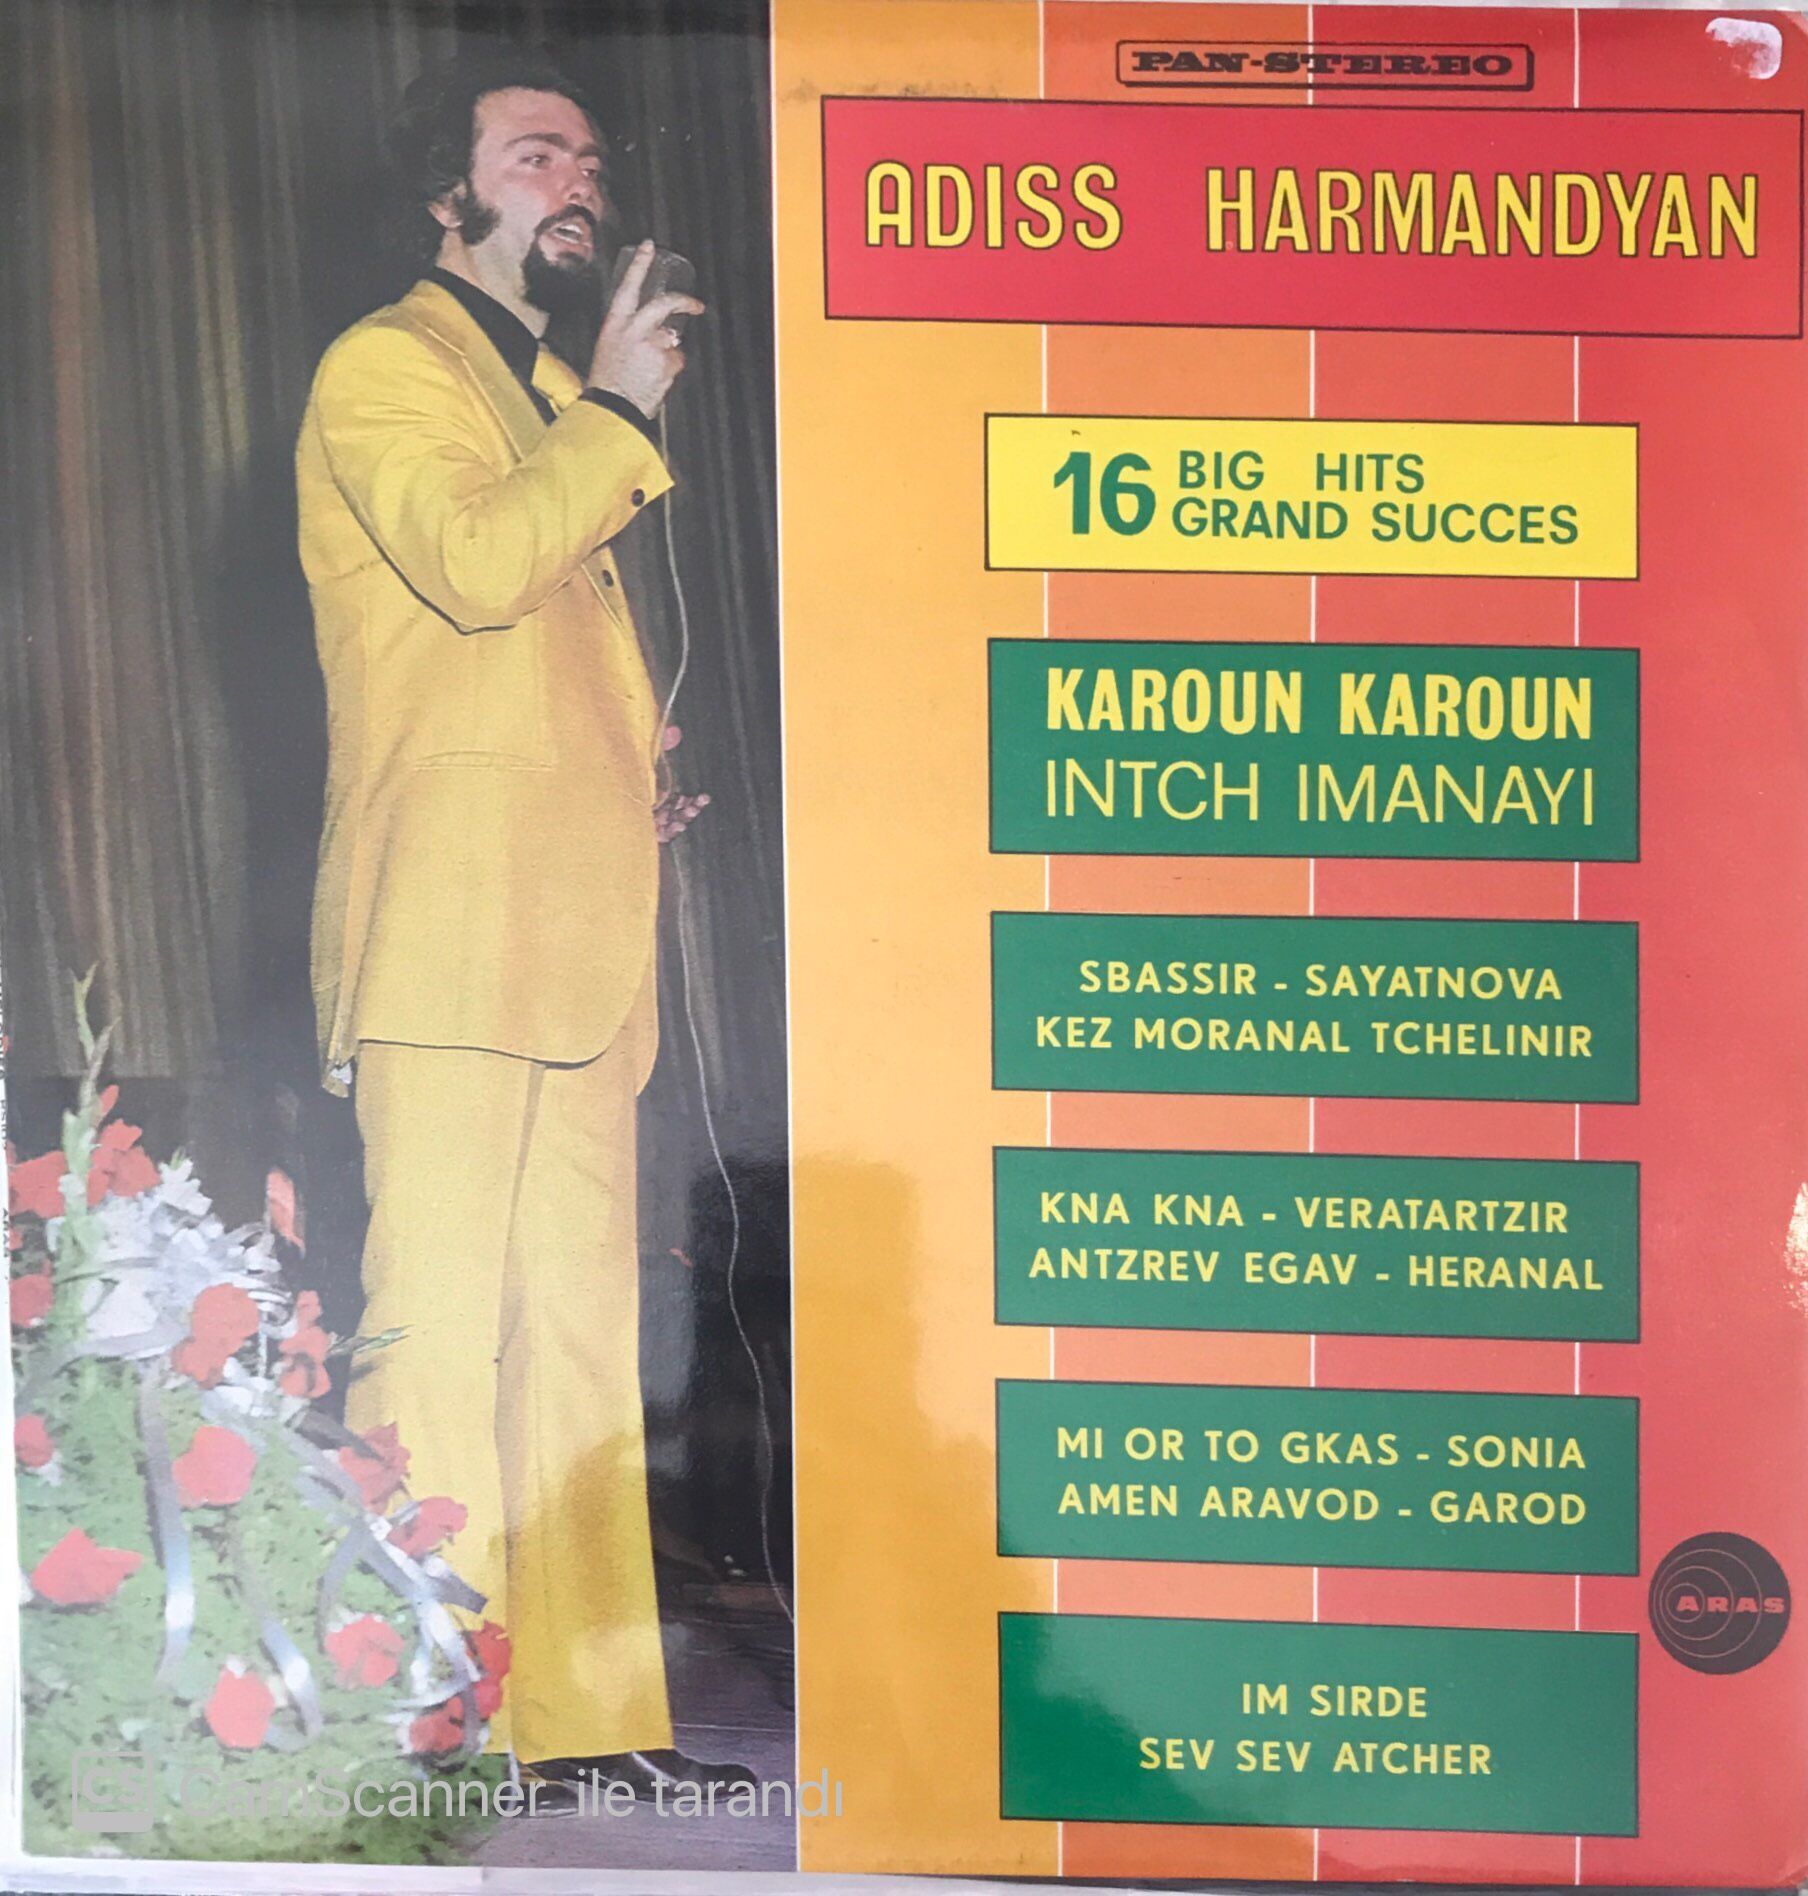 PAN-STEREO
ADISS HARMANDYAN
16 BIG HITS
GRAND SUCCES
KAROUN KAROUN
INTCH IMANAYI
SBASSIR - SAYATNOVA
KEZ MORANAL TCHELINIR
KNA KNA - VERATARTZIR
ANTZREV EGAV - HERANAL
MI OR TO GKAS - SONIA
AMEN ARAVOD - GAROD
ARAS
IM SIRDE
SEV SEV ATCHER
CS CamScanner ile tarandı